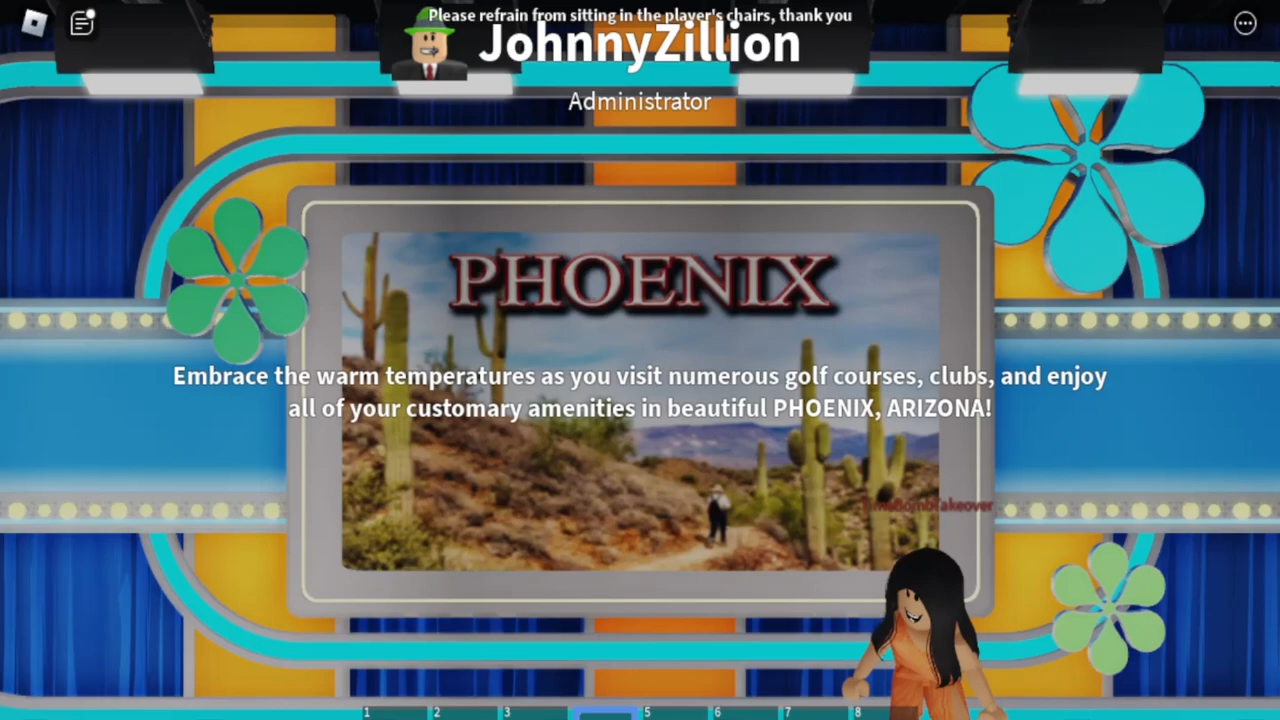 Please refrain from sitting in the player's chairs, thank you
JohnnyZillion
Administrator
PHOENIX
Embrace the warm temperatures as you visit numerous golf courses, clubs, and enjoy
all of your customary amenities in beautiful PHOENIX, ARIZONA!
TimeBombTakeover
1 2 3 5 6 7 8